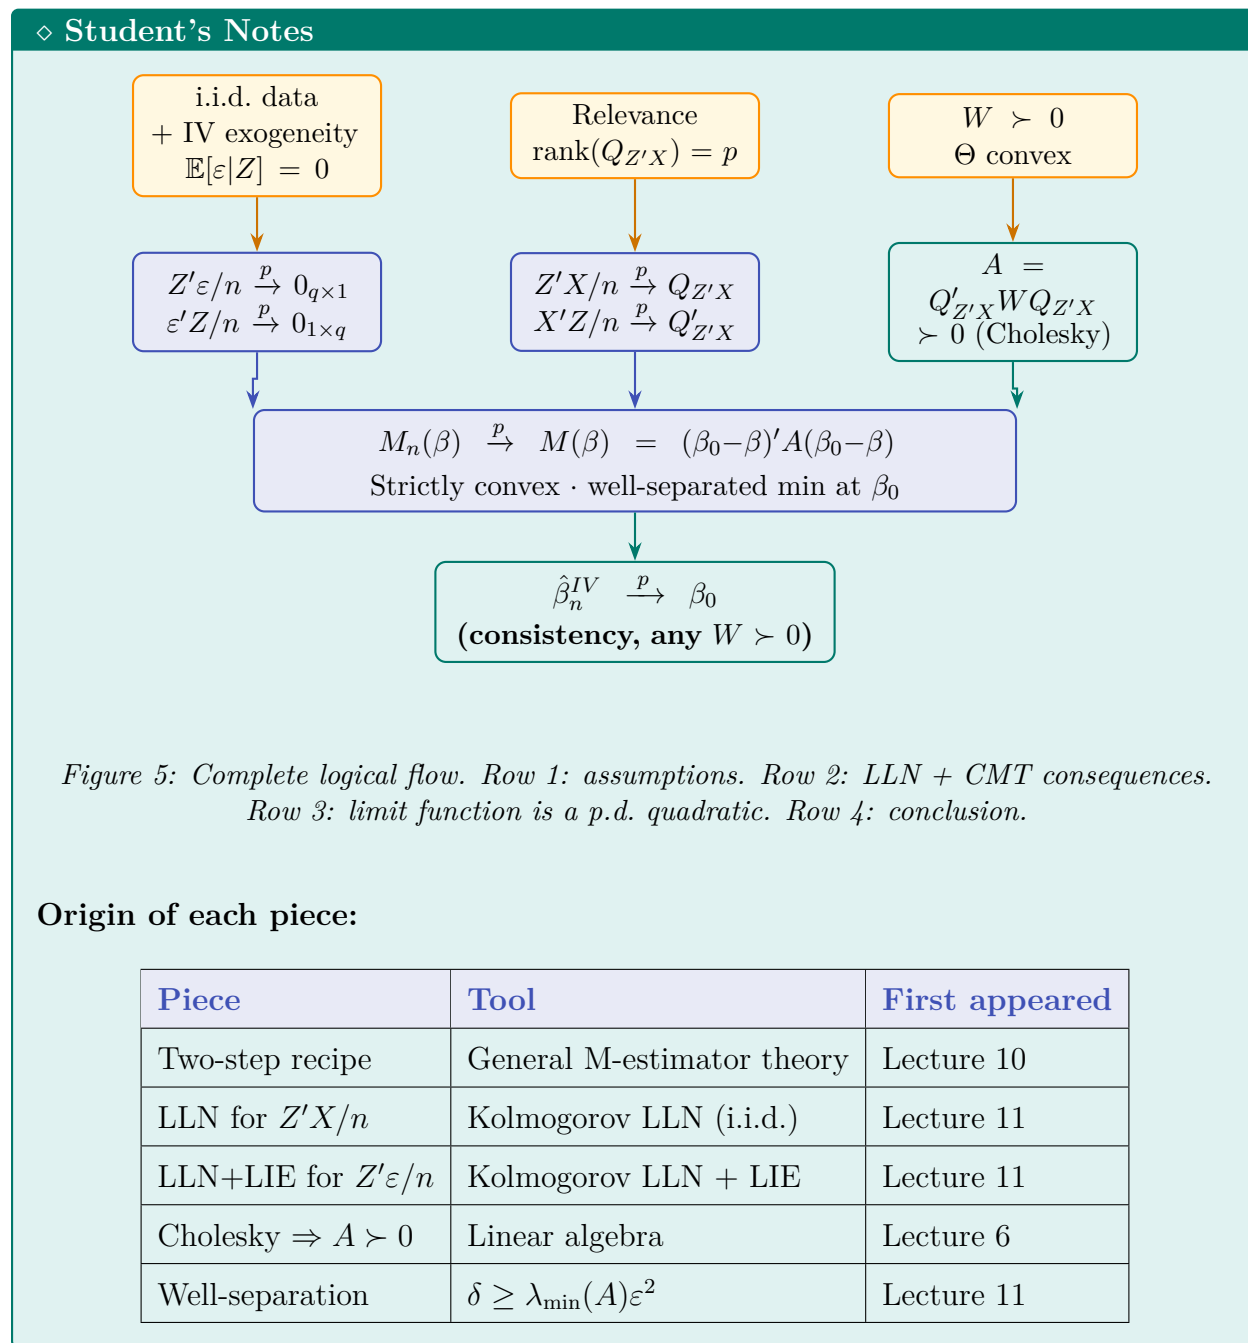 ⋄ Student's Notes
i.i.d. data
+ IV exogeneity
𝔼[ε|Z] = 0
Relevance
rank(Q_{Z′X}) = p
W ≻ 0
Θ convex
Z′ε/n →^p 0_{q×1}
ε′Z/n →^p 0_{1×q}
Z′X/n →^p Q_{Z′X}
X′Z/n →^p Q′_{Z′X}
A =
Q′_{Z′X}WQ_{Z′X}
≻ 0 (Cholesky)
M_n(β) →^p M(β) = (β_0−β)′A(β_0−β)
Strictly convex · well-separated min at β_0
β̂_n^{IV} →^p β_0
(consistency, any W ≻ 0)
Figure 5: Complete logical flow. Row 1: assumptions. Row 2: LLN + CMT consequences.
Row 3: limit function is a p.d. quadratic. Row 4: conclusion.
Origin of each piece:
Piece Tool First appeared
Two-step recipe General M-estimator theory Lecture 10
LLN for Z′X/n Kolmogorov LLN (i.i.d.) Lecture 11
LLN+LIE for Z′ε/n Kolmogorov LLN + LIE Lecture 11
Cholesky ⇒ A ≻ 0 Linear algebra Lecture 6
Well-separation δ ≥ λ_{min}(A)ε² Lecture 11